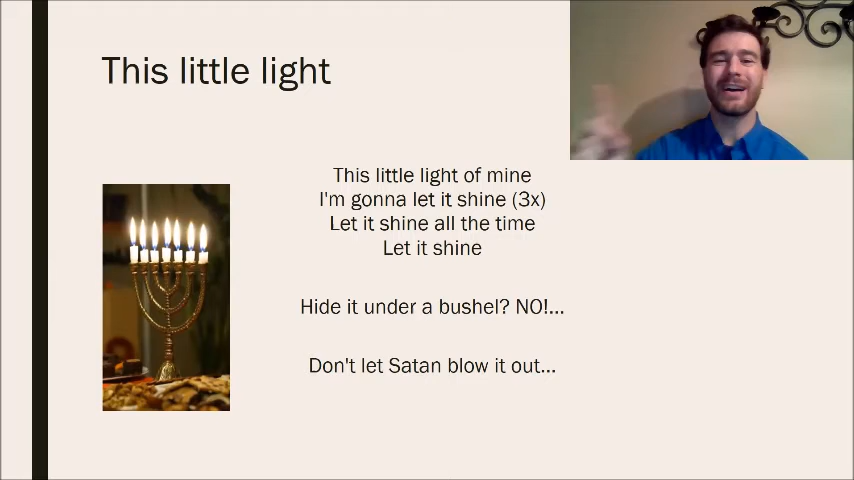 This little light
This little light of mine
I'm gonna let it shine (3x)
Let it shine all the time
Let it shine
Hide it under a bushel? NO!...
Don't let Satan blow it out...